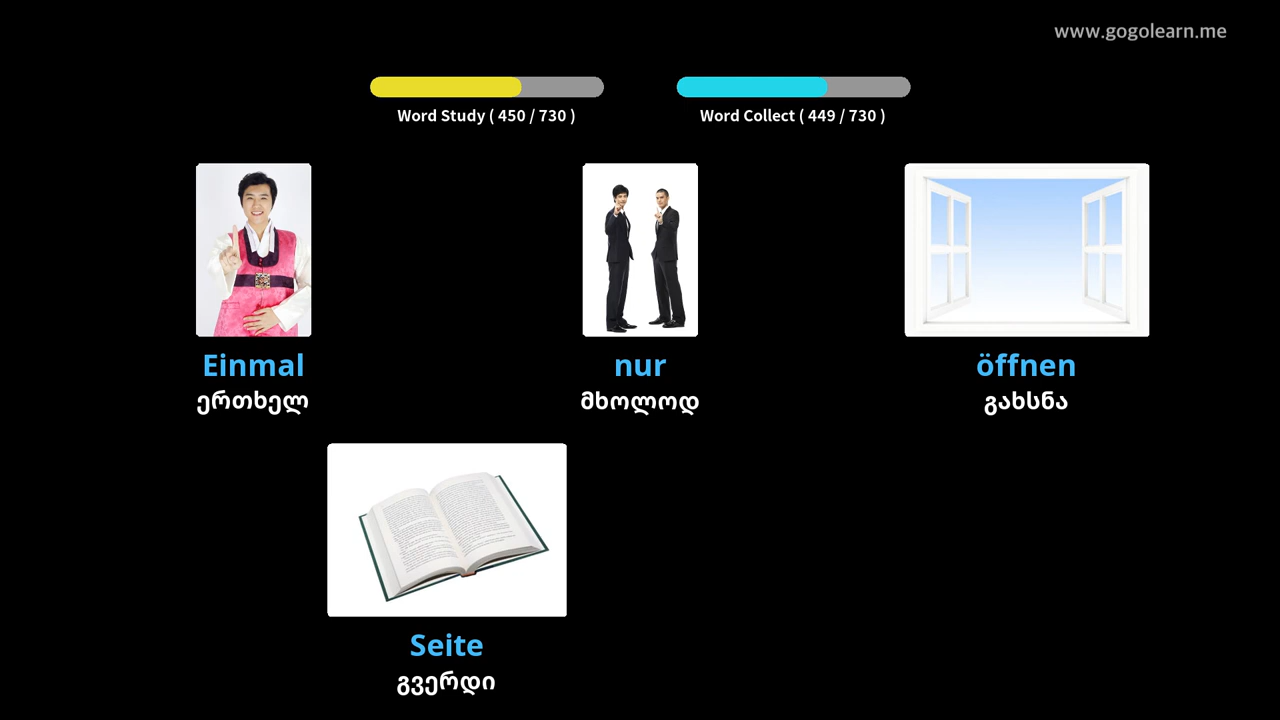 www.gogolearn.me
Word Study ( 450 / 730 )
Word Collect ( 449 / 730 )
Einmal
ერთხელ
nur
მხოლოდ
öffnen
გახსნა
Seite
გვერდი